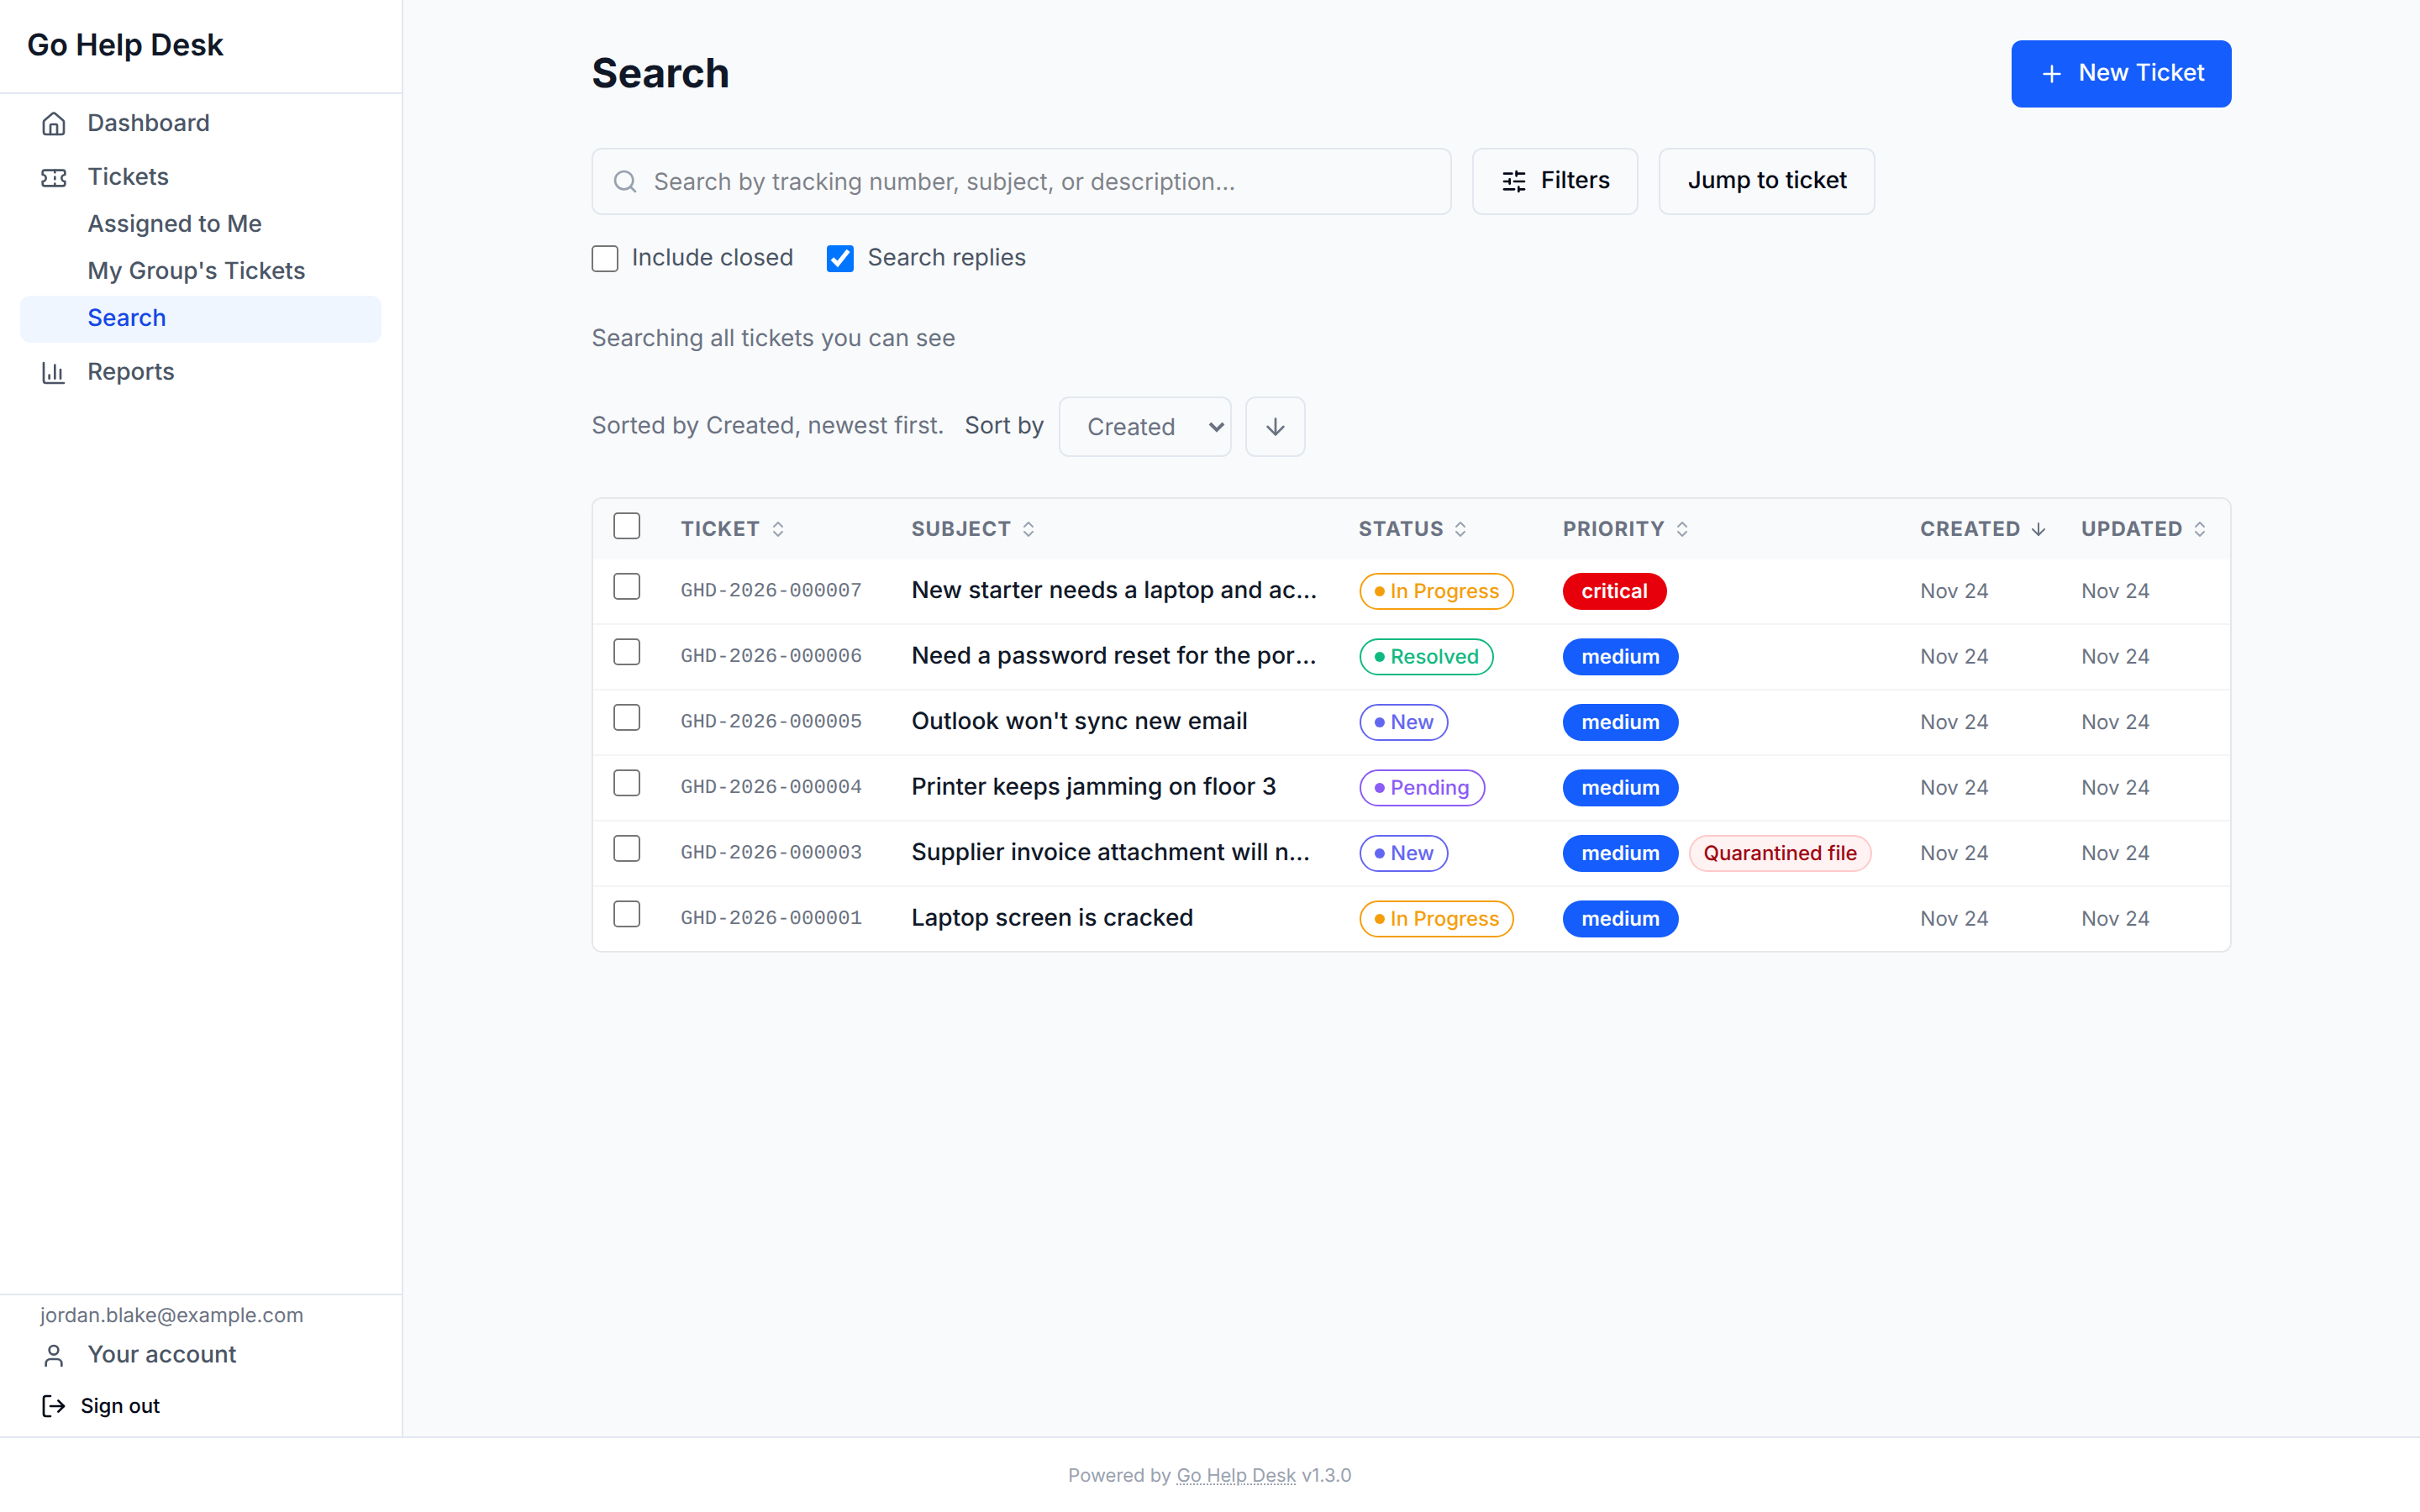 Go Help Desk
Dashboard
Tickets
Assigned to Me
My Group's Tickets
Search
Reports
jordan.blake@example.com
Your account
Sign out
Search
New Ticket
Search by tracking number, subject, or description...
Filters
Jump to ticket
Include closed
Search replies
Searching all tickets you can see
Sorted by Created, newest first. Sort by Created
TICKET SUBJECT STATUS PRIORITY CREATED UPDATED
GHD-2026-000007 New starter needs a laptop and ac... In Progress critical Nov 24 Nov 24
GHD-2026-000006 Need a password reset for the por... Resolved medium Nov 24 Nov 24
GHD-2026-000005 Outlook won't sync new email New medium Nov 24 Nov 24
GHD-2026-000004 Printer keeps jamming on floor 3 Pending medium Nov 24 Nov 24
GHD-2026-000003 Supplier invoice attachment will n... New medium Quarantined file Nov 24 Nov 24
GHD-2026-000001 Laptop screen is cracked In Progress medium Nov 24 Nov 24
Powered by Go Help Desk v1.3.0